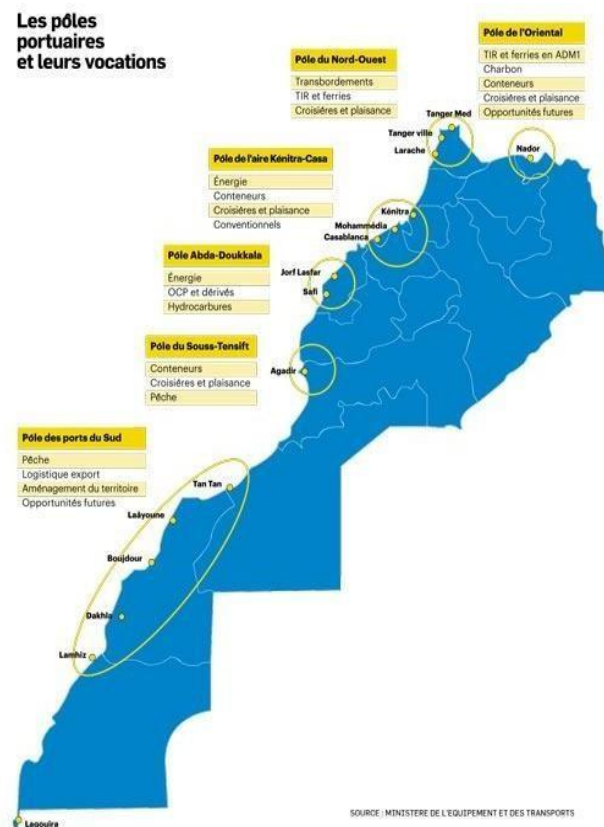 Les pôles
portuaires
et leurs vocations
Pôle de l'Oriental
TIR et ferries en ADM1
Charbon
Conteneurs
Croisières et plaisance
Opportunités futures
Pôle du Nord-Ouest
Transbordements
TIR et ferries
Croisières et plaisance
Tanger Med
Tanger ville
Larache
Nador
Pôle de l'aire Kénitra-Casa
Énergie
Conteneurs
Croisières et plaisance
Conventionnels
Kénitra
Mohammédia
Casablanca
Pôle Abda-Doukkala
Énergie
OCP et dérivés
Hydrocarbures
Jorf Lasfar
Safi
Pôle du Souss-Tensift
Conteneurs
Croisières et plaisance
Pêche
Agadir
Pôle des ports du Sud
Pêche
Logistique export
Aménagement du territoire
Opportunités futures
Tan Tan
Laâyoune
Boujdour
Dakhla
Lamhiz
Lagouira
SOURCE : MINISTERE DE L'EQUIPEMENT ET DES TRANSPORTS